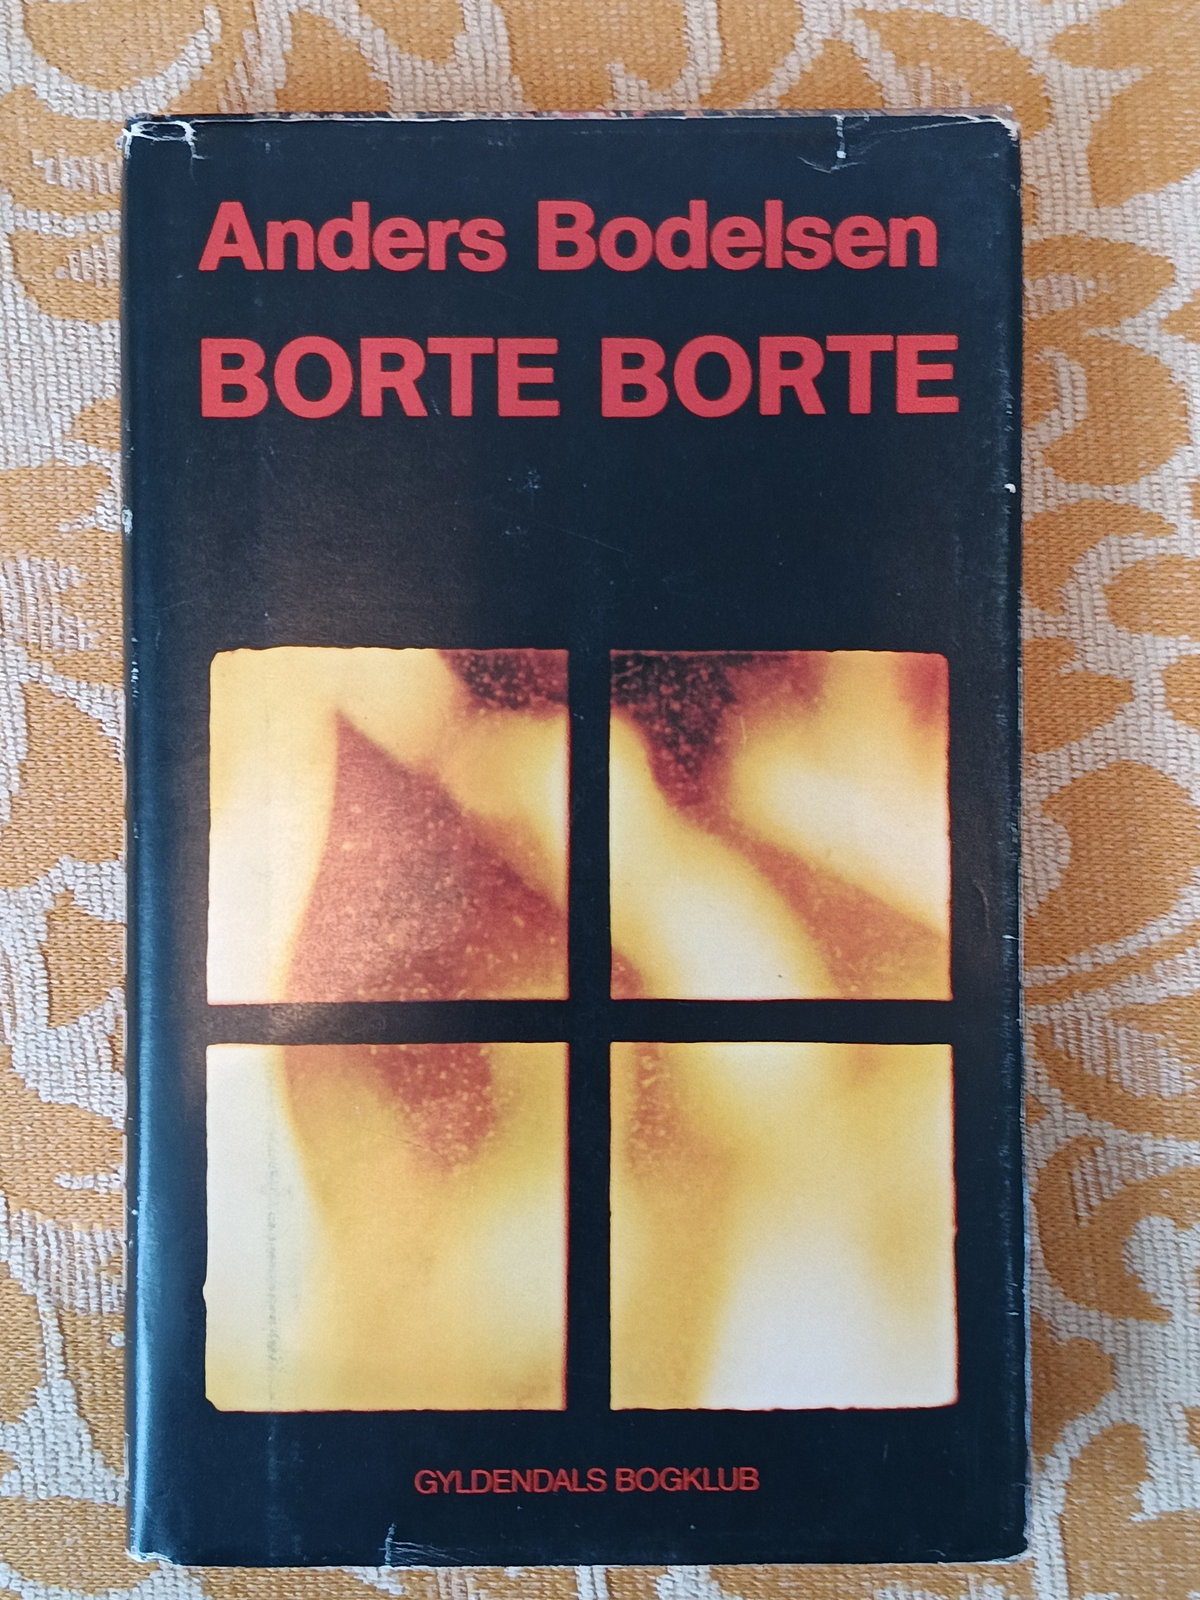 Anders Bodelsen
BORTE BORTE
GYLDENDALS BOGKLUB